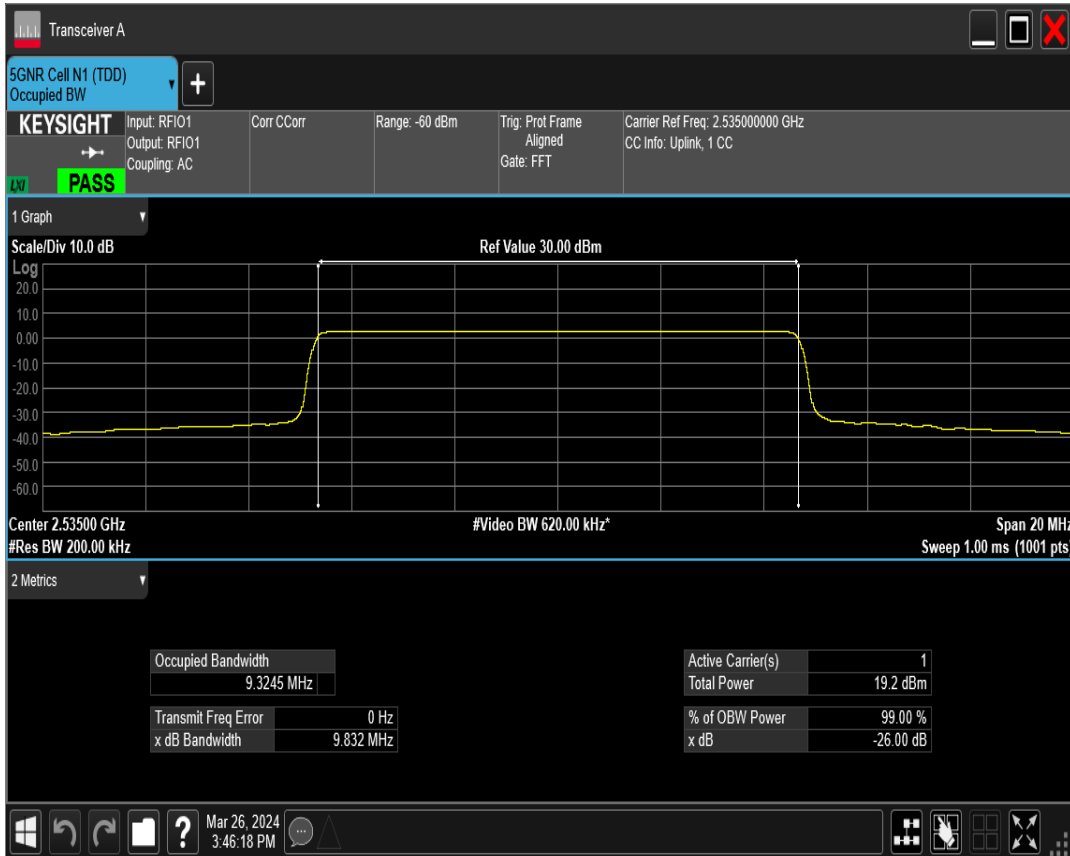 Transceiver A
5GNR Cell N1 (TDD)
Occupied BW
+
KEYSIGHT
LXI
PASS
Input: RFIO1
Output: RFIO1
Coupling: AC
Corr CCorr
Range: -60 dBm
Trig: Prot Frame
Aligned
Gate: FFT
Carrier Ref Freq: 2.535000000 GHz
CC Info: Uplink, 1 CC
1 Graph
Scale/Div 10.0 dB
Ref Value 30.00 dBm
Log
20.0
10.0
0.00
-10.0
-20.0
-30.0
-40.0
-50.0
-60.0
Center 2.53500 GHz
#Video BW 620.00 kHz*
Span 20 MHz
#Res BW 200.00 kHz
Sweep 1.00 ms (1001 pts)
2 Metrics
Occupied Bandwidth
9.3245 MHz
Transmit Freq Error 0 Hz
x dB Bandwidth 9.832 MHz
Active Carrier(s) 1
Total Power 19.2 dBm
% of OBW Power 99.00 %
x dB -26.00 dB
?
Mar 26, 2024
3:46:18 PM